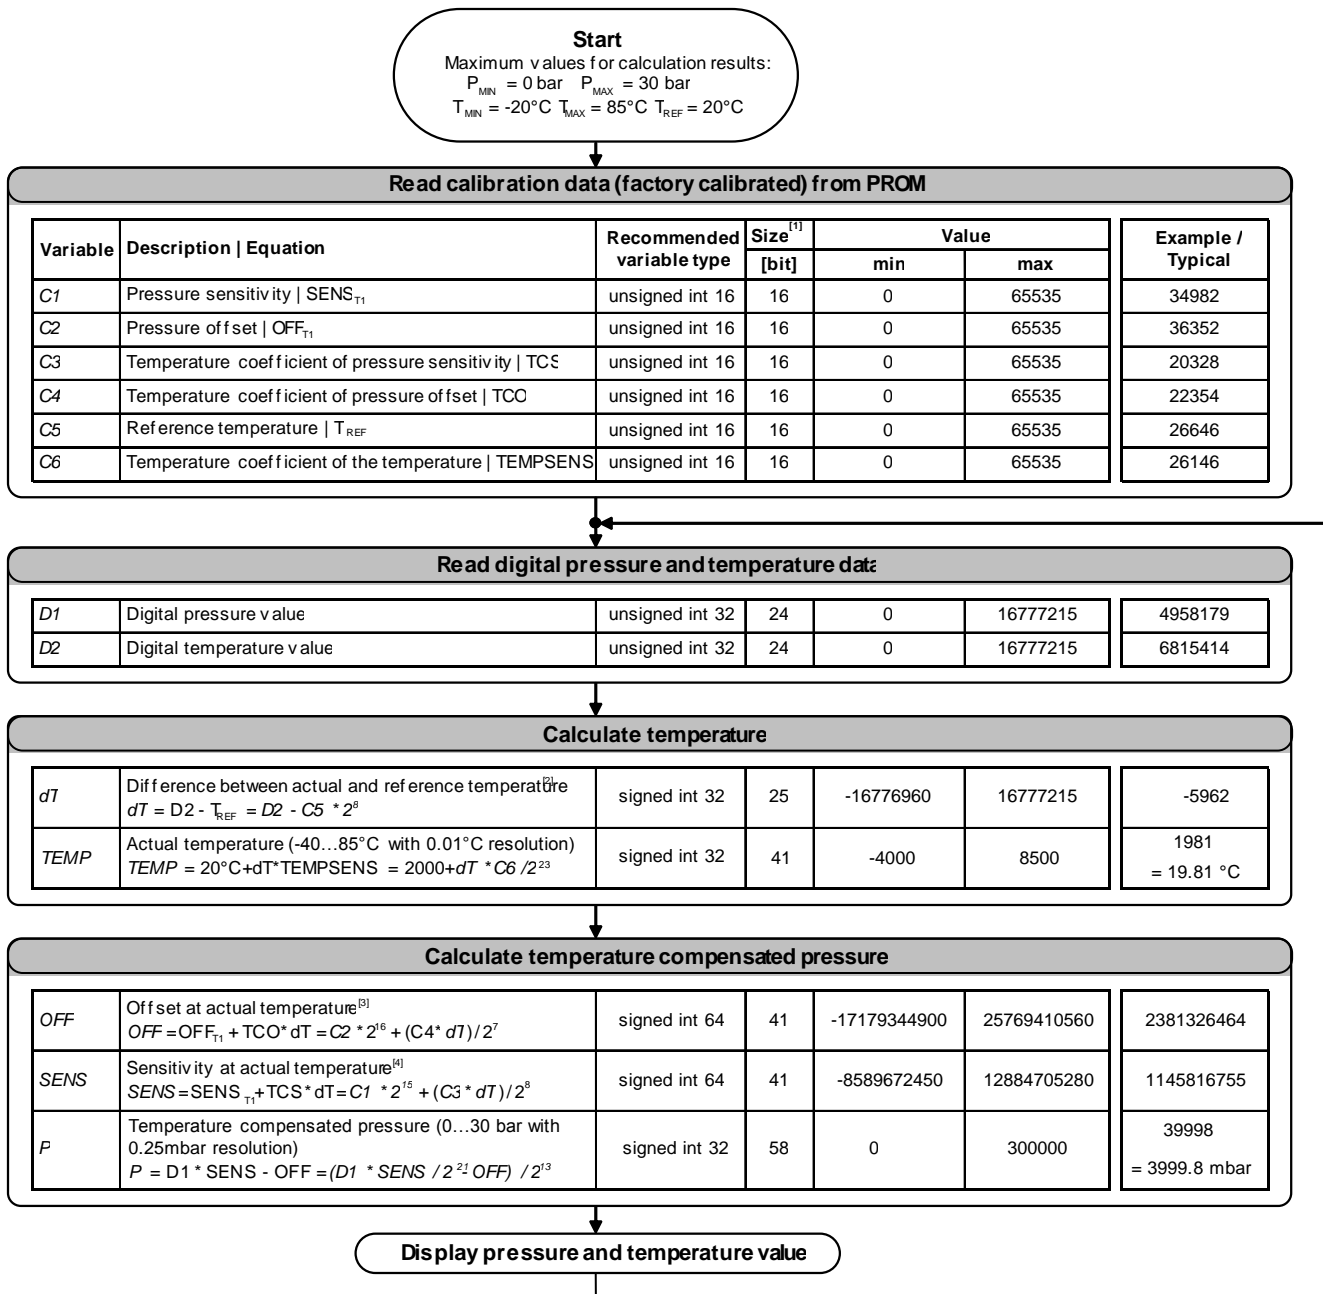 Start
Maximum values for calculation results:
P_MIN = 0 bar P_MAX = 30 bar
T_MIN = -20°C T_MAX = 85°C T_REF = 20°C
Read calibration data (factory calibrated) from PROM
Variable Description | Equation Recommended variable type Size[1] [bit] Value min max Example / Typical
C1 Pressure sensitivity | SENS_T1 unsigned int 16 16 0 65535 34982
C2 Pressure offset | OFF_T1 unsigned int 16 16 0 65535 36352
C3 Temperature coefficient of pressure sensitivity | TCS unsigned int 16 16 0 65535 20328
C4 Temperature coefficient of pressure offset | TCO unsigned int 16 16 0 65535 22354
C5 Reference temperature | T_REF unsigned int 16 16 0 65535 26646
C6 Temperature coefficient of the temperature | TEMPSENS unsigned int 16 16 0 65535 26146
Read digital pressure and temperature data
D1 Digital pressure value unsigned int 32 24 0 16777215 4958179
D2 Digital temperature value unsigned int 32 24 0 16777215 6815414
Calculate temperature
dT Difference between actual and reference temperature[2]
dT = D2 - T_REF = D2 - C5 * 2^8 signed int 32 25 -16776960 16777215 -5962
TEMP Actual temperature (-40…85°C with 0.01°C resolution)
TEMP = 20°C+dT*TEMPSENS = 2000+dT * C6 /2^23 signed int 32 41 -4000 8500 1981
= 19.81 °C
Calculate temperature compensated pressure
OFF Offset at actual temperature[3]
OFF = OFF_T1 + TCO* dT = C2 * 2^16 + (C4* dT)/2^7 signed int 64 41 -17179344900 25769410560 2381326464
SENS Sensitivity at actual temperature[4]
SENS = SENS_T1 + TCS* dT= C1 * 2^15 + (C3 * dT)/2^8 signed int 64 41 -8589672450 12884705280 1145816755
P Temperature compensated pressure (0…30 bar with
0.25mbar resolution)
P = D1 * SENS - OFF = (D1 * SENS / 2^21 - OFF) / 2^13 signed int 32 58 0 300000 39998
= 3999.8 mbar
Display pressure and temperature value